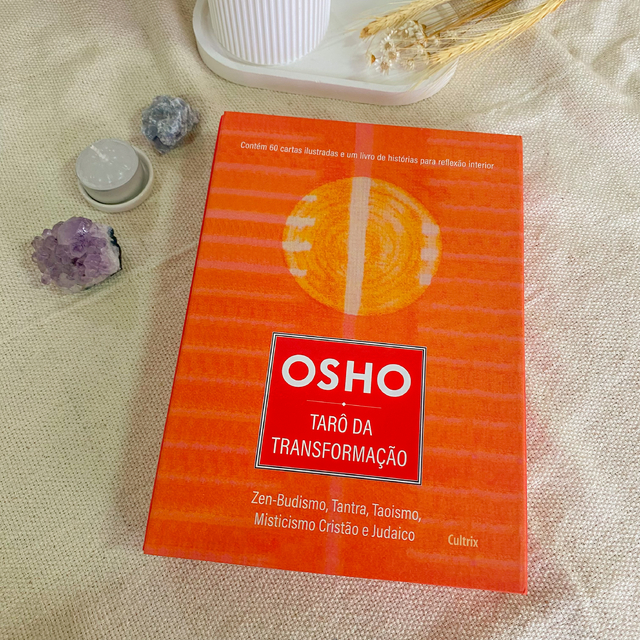 Contém 60 cartas ilustradas e um livro de histórias para reflexão interior
OSHO
TARÔ DA
TRANSFORMAÇÃO
Zen-Budismo, Tantra, Taoismo,
Misticismo Cristão e Judaico
Cultrix